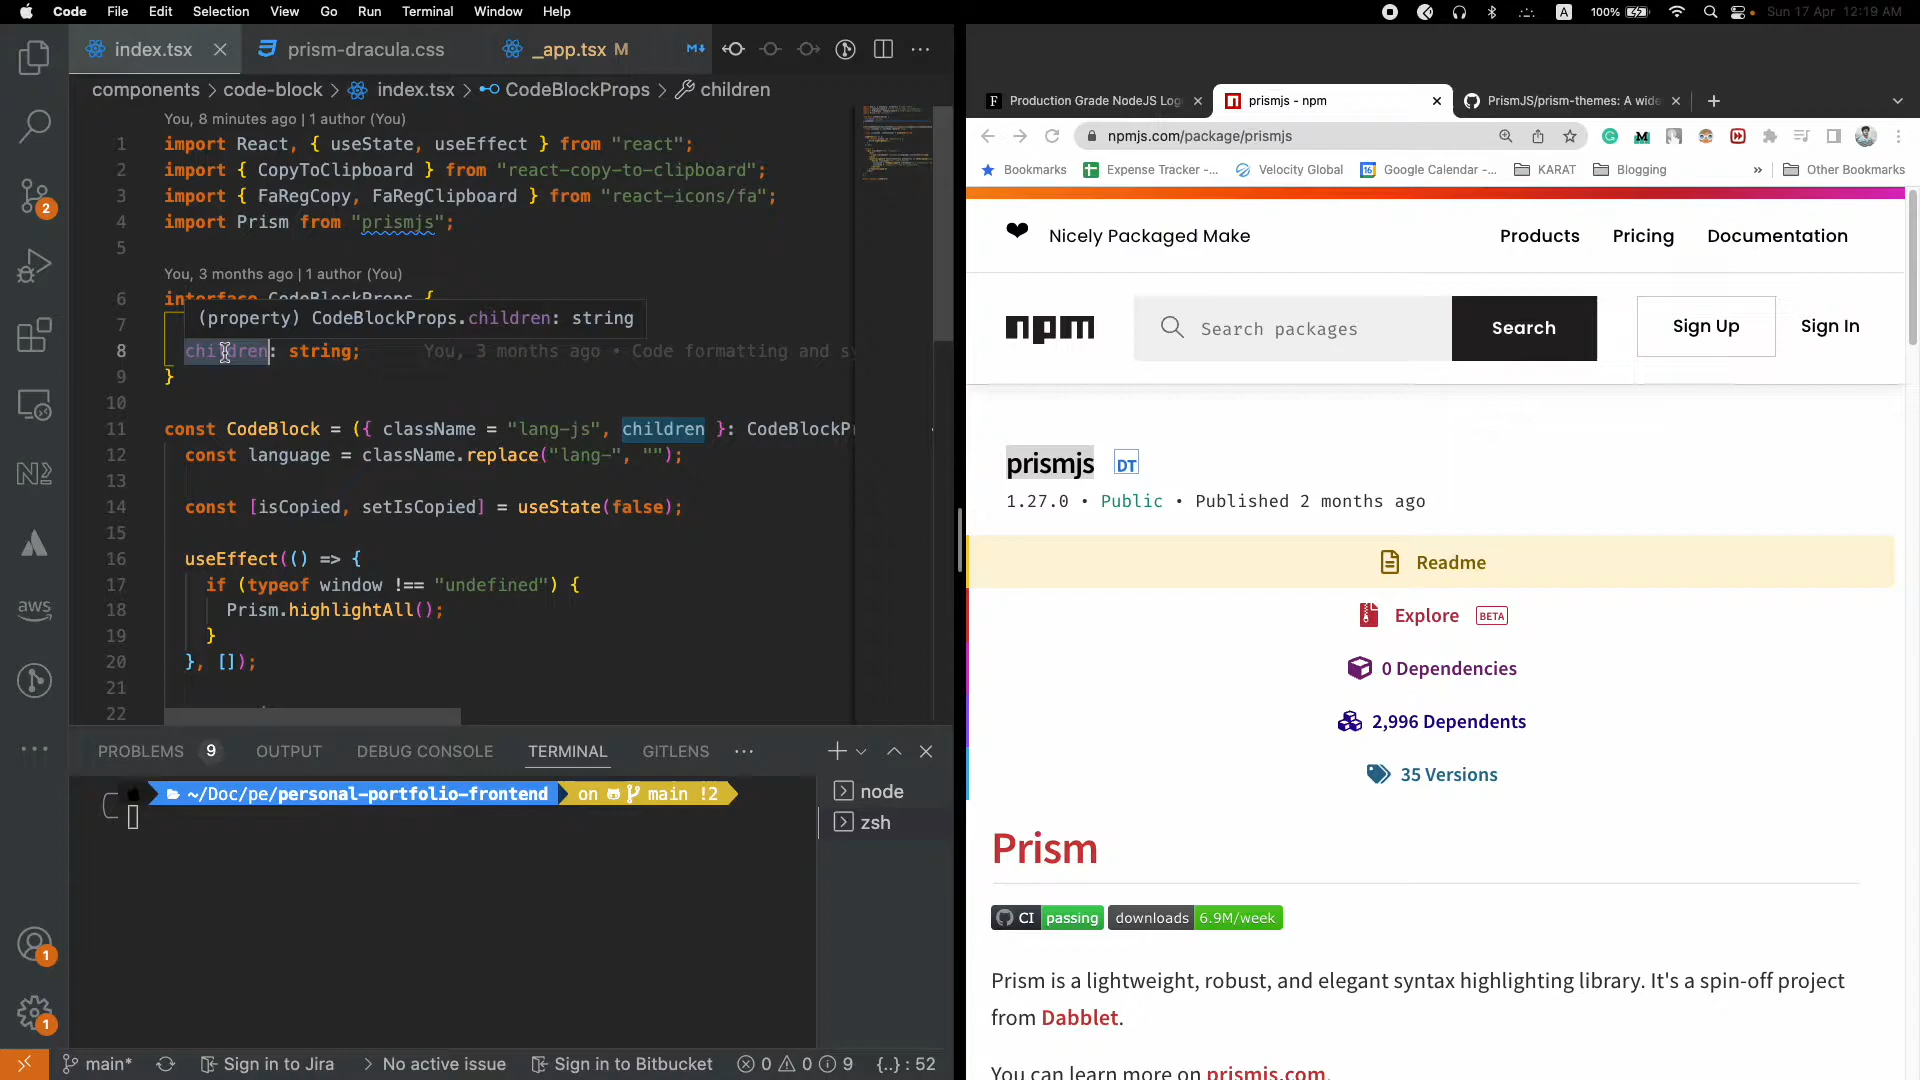 Code File Edit Selection View Go Run Terminal Window Help
A 100% Sun 17 Apr 12:19 AM
index.tsx prism-dracula.css _app.tsx M
components > code-block > index.tsx > CodeBlockProps > children
You, 8 minutes ago | 1 author (You)
1 import React, { useState, useEffect } from "react";
2 import { CopyToClipboard } from "react-copy-to-clipboard";
3 import { FaRegCopy, FaRegClipboard } from "react-icons/fa";
4 import Prism from "prismjs";
5
You, 3 months ago | 1 author (You)
6 interface CodeBlockProps {
7
(property) CodeBlockProps.children: string
8 children: string; You, 3 months ago • Code formatting and sy
9 }
10
11 const CodeBlock = ({ className = "lang-js", children }: CodeBlockP
12 const language = className.replace("lang-", "");
13
14 const [isCopied, setIsCopied] = useState(false);
15
16 useEffect(() => {
17 if (typeof window !== "undefined") {
18 Prism.highlightAll();
19 }
20 }, []);
21
22
2
aws
1
1
PROBLEMS 9 OUTPUT DEBUG CONSOLE TERMINAL GITLENS
~/Doc/pe/personal-portfolio-frontend on main !2
node
zsh
main* Sign in to Jira No active issue Sign in to Bitbucket 0 0 9 {..} : 52
Production Grade NodeJS Log prismjs - npm PrismJS/prism-themes: A wide
npmjs.com/package/prismjs
Bookmarks Expense Tracker -... Velocity Global 16 Google Calendar -... KARAT Blogging » Other Bookmarks
❤ Nicely Packaged Make Products Pricing Documentation
npm Search packages Search Sign Up Sign In
prismjs DT
1.27.0 • Public • Published 2 months ago
Readme
Explore BETA
0 Dependencies
2,996 Dependents
35 Versions
Prism
CI passing downloads 6.9M/week
Prism is a lightweight, robust, and elegant syntax highlighting library. It's a spin-off project
from Dabblet.
You can learn more on prismjs.com.